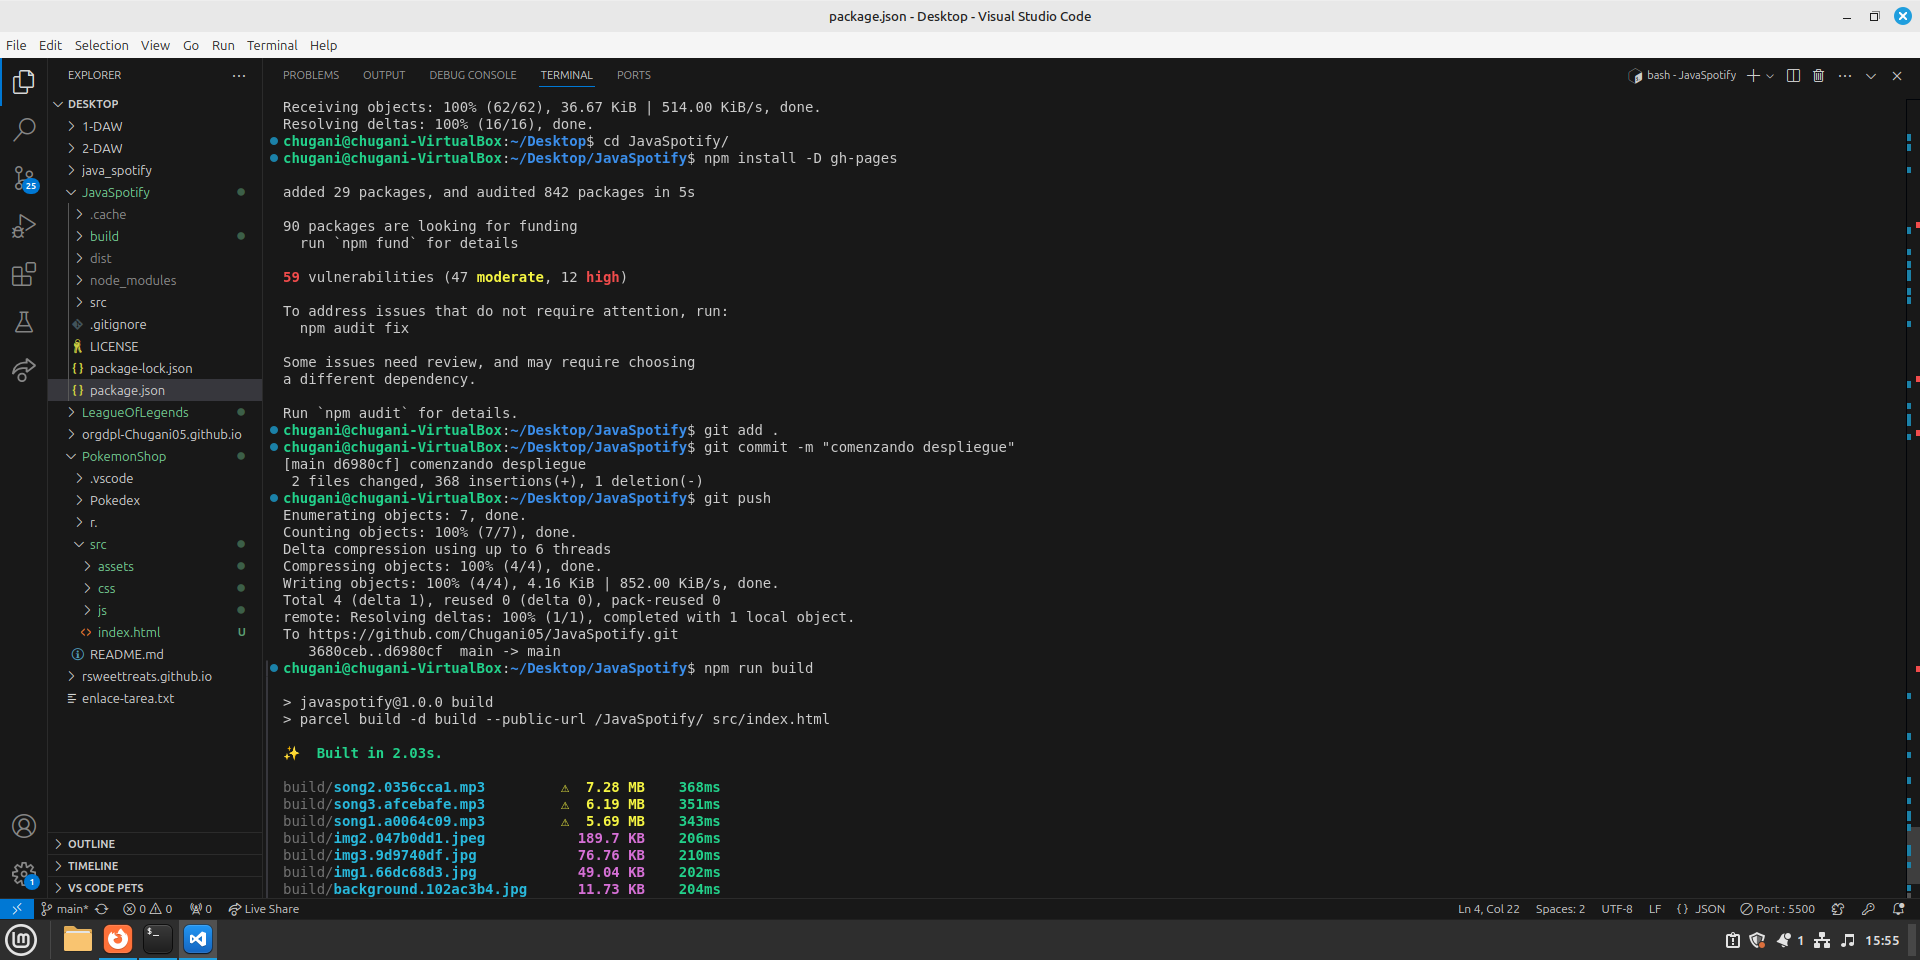 package.json - Desktop - Visual Studio Code
File Edit Selection View Go Run Terminal Help
EXPLORER
DESKTOP
1-DAW
2-DAW
java_spotify
JavaSpotify
.cache
build
dist
node_modules
src
.gitignore
LICENSE
package-lock.json
package.json
LeagueOfLegends
orgdpl-Chugani05.github.io
PokemonShop
.vscode
Pokedex
r.
src
assets
css
js
index.html U
README.md
rsweettreats.github.io
enlace-tarea.txt
OUTLINE
TIMELINE
VS CODE PETS
25
1
PROBLEMS OUTPUT DEBUG CONSOLE TERMINAL PORTS
bash - JavaSpotify
Receiving objects: 100% (62/62), 36.67 KiB | 514.00 KiB/s, done.
Resolving deltas: 100% (16/16), done.
chugani@chugani-VirtualBox:~/Desktop$ cd JavaSpotify/
chugani@chugani-VirtualBox:~/Desktop/JavaSpotify$ npm install -D gh-pages
added 29 packages, and audited 842 packages in 5s
90 packages are looking for funding
run `npm fund` for details
59 vulnerabilities (47 moderate, 12 high)
To address issues that do not require attention, run:
npm audit fix
Some issues need review, and may require choosing
a different dependency.
Run `npm audit` for details.
chugani@chugani-VirtualBox:~/Desktop/JavaSpotify$ git add .
chugani@chugani-VirtualBox:~/Desktop/JavaSpotify$ git commit -m "comenzando despliegue"
[main d6980cf] comenzando despliegue
2 files changed, 368 insertions(+), 1 deletion(-)
chugani@chugani-VirtualBox:~/Desktop/JavaSpotify$ git push
Enumerating objects: 7, done.
Counting objects: 100% (7/7), done.
Delta compression using up to 6 threads
Compressing objects: 100% (4/4), done.
Writing objects: 100% (4/4), 4.16 KiB | 852.00 KiB/s, done.
Total 4 (delta 1), reused 0 (delta 0), pack-reused 0
remote: Resolving deltas: 100% (1/1), completed with 1 local object.
To https://github.com/Chugani05/JavaSpotify.git
3680ceb..d6980cf main -> main
chugani@chugani-VirtualBox:~/Desktop/JavaSpotify$ npm run build
> javaspotify@1.0.0 build
> parcel build -d build --public-url /JavaSpotify/ src/index.html
✨ Built in 2.03s.
build/song2.0356cca1.mp3 ⚠ 7.28 MB 368ms
build/song3.afcebafe.mp3 ⚠ 6.19 MB 351ms
build/song1.a0064c09.mp3 ⚠ 5.69 MB 343ms
build/img2.047b0dd1.jpeg 189.7 KB 206ms
build/img3.9d9740df.jpg 76.76 KB 210ms
build/img1.66dc68d3.jpg 49.04 KB 202ms
build/background.102ac3b4.jpg 11.73 KB 204ms
main* 0 0 0 Live Share Ln 4, Col 22 Spaces: 2 UTF-8 LF {} JSON Port : 5500
1 15:55